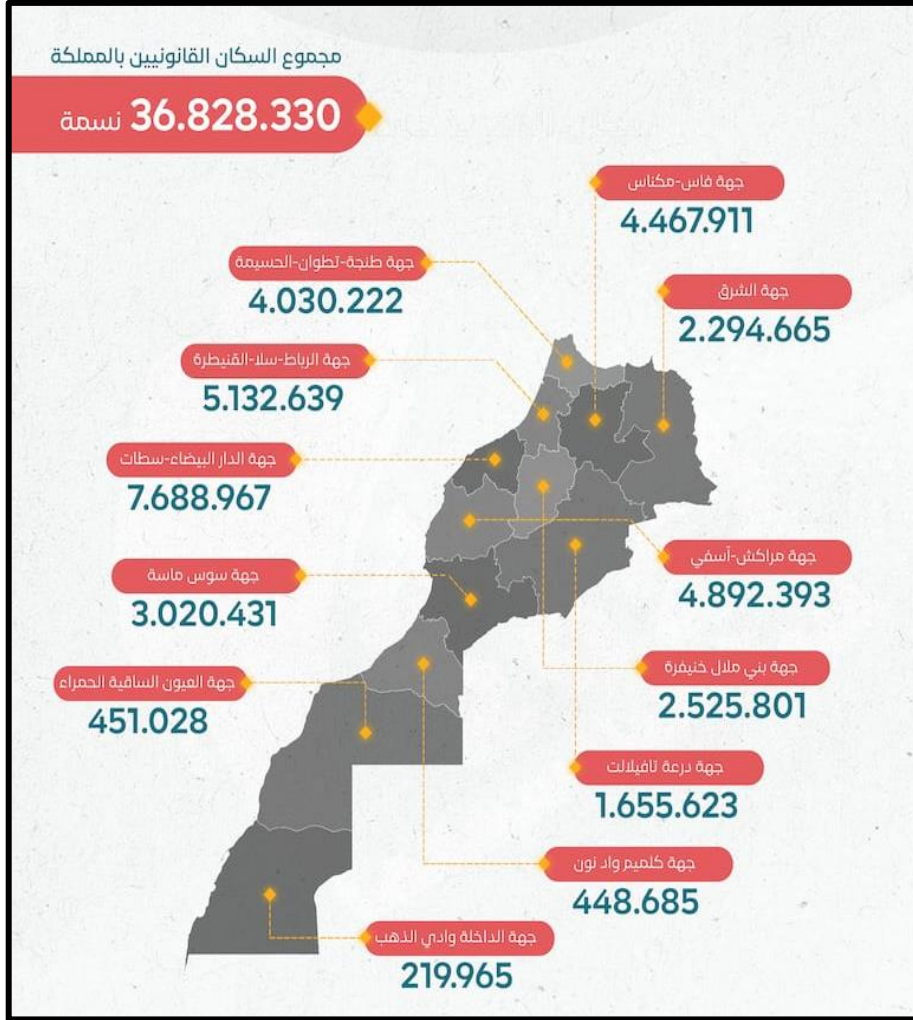 مجموع السكان القانونيين بالمملكة
36.828.330 نسمة
جهة فاس-مكناس
4.467.911
جهة طنجة-تطوان-الحسيمة
4.030.222
جهة الشرق
2.294.665
جهة الرباط-سلا-القنيطرة
5.132.639
جهة الدار البيضاء-سطات
7.688.967
جهة مراكش-آسفي
4.892.393
جهة سوس ماسة
3.020.431
جهة بني ملال خنيفرة
2.525.801
جهة العيون الساقية الحمراء
451.028
جهة درعة تافيلالت
1.655.623
جهة كلميم واد نون
448.685
جهة الداخلة وادي الذهب
219.965